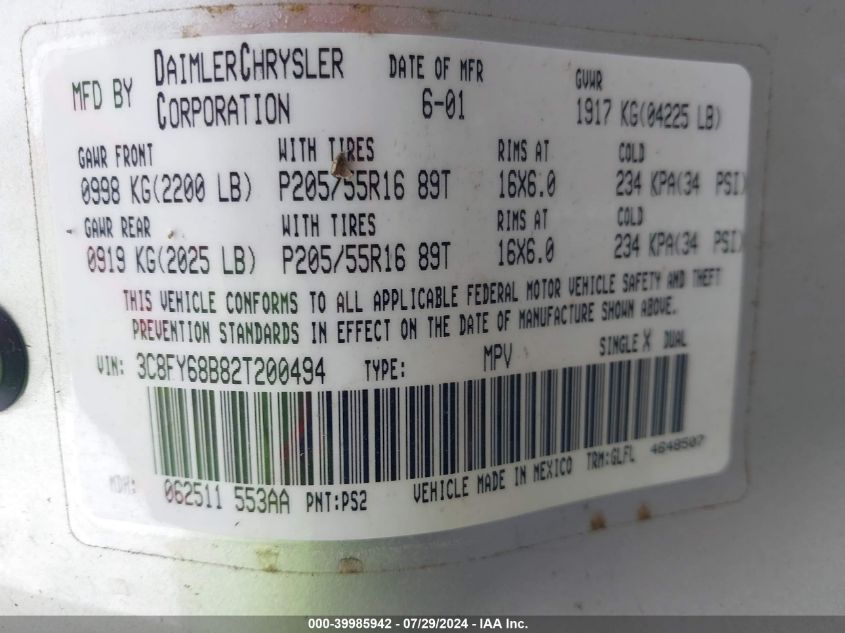 MFD BY DAIMLERCHRYSLER CORPORATION DATE OF MFR 6-01 GVWR 1917 KG(04225 LB)
GAWR FRONT WITH TIRES RIMS AT COLD
0998 KG(2200 LB) P205/55R16 89T 16X6.0 234 KPA(34 PSI)
GAWR REAR WITH TIRES RIMS AT COLD
0919 KG(2025 LB) P205/55R16 89T 16X6.0 234 KPA(34 PSI)
THIS VEHICLE CONFORMS TO ALL APPLICABLE FEDERAL MOTOR VEHICLE SAFETY AND THEFT
PREVENTION STANDARDS IN EFFECT ON THE DATE OF MANUFACTURE SHOWN ABOVE.
VIN: 3C8FY68B82T200494 TYPE: MPV SINGLE X DUAL
MDH: 062511 553AA PNT:PS2 VEHICLE MADE IN MEXICO TRM:GLFL 4648507
000-39985942 - 07/29/2024 - IAAI, Inc.